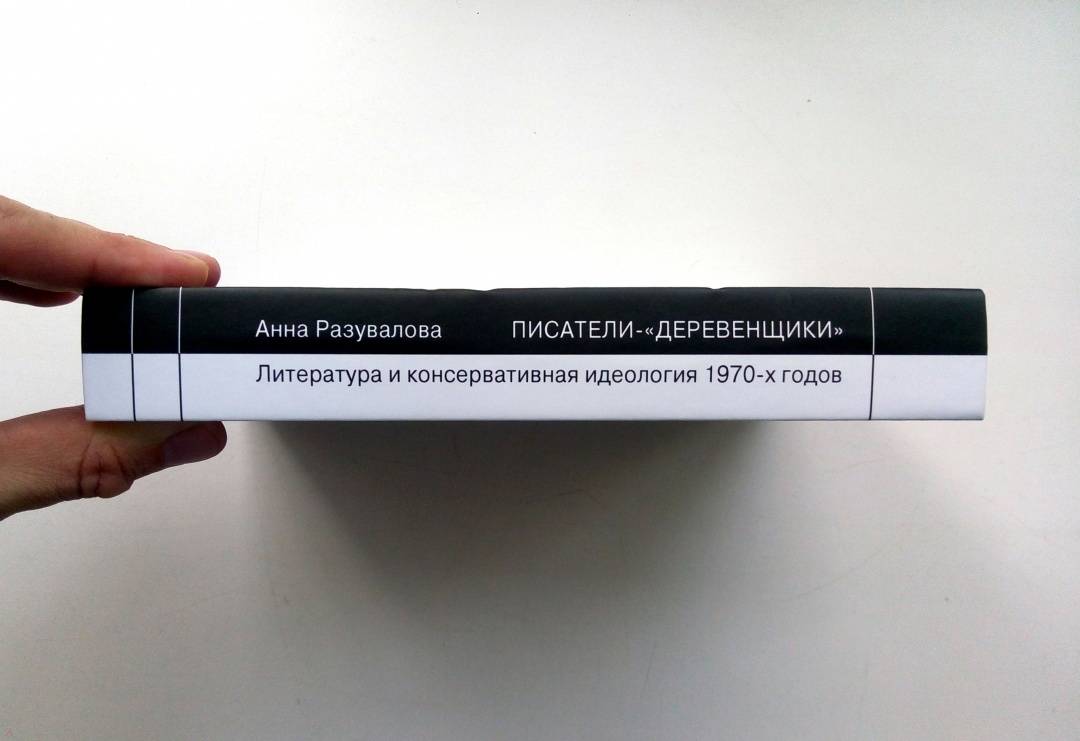 Анна Разувалова ПИСАТЕЛИ-«ДЕРЕВЕНЩИКИ»
Литература и консервативная идеология 1970-х годов